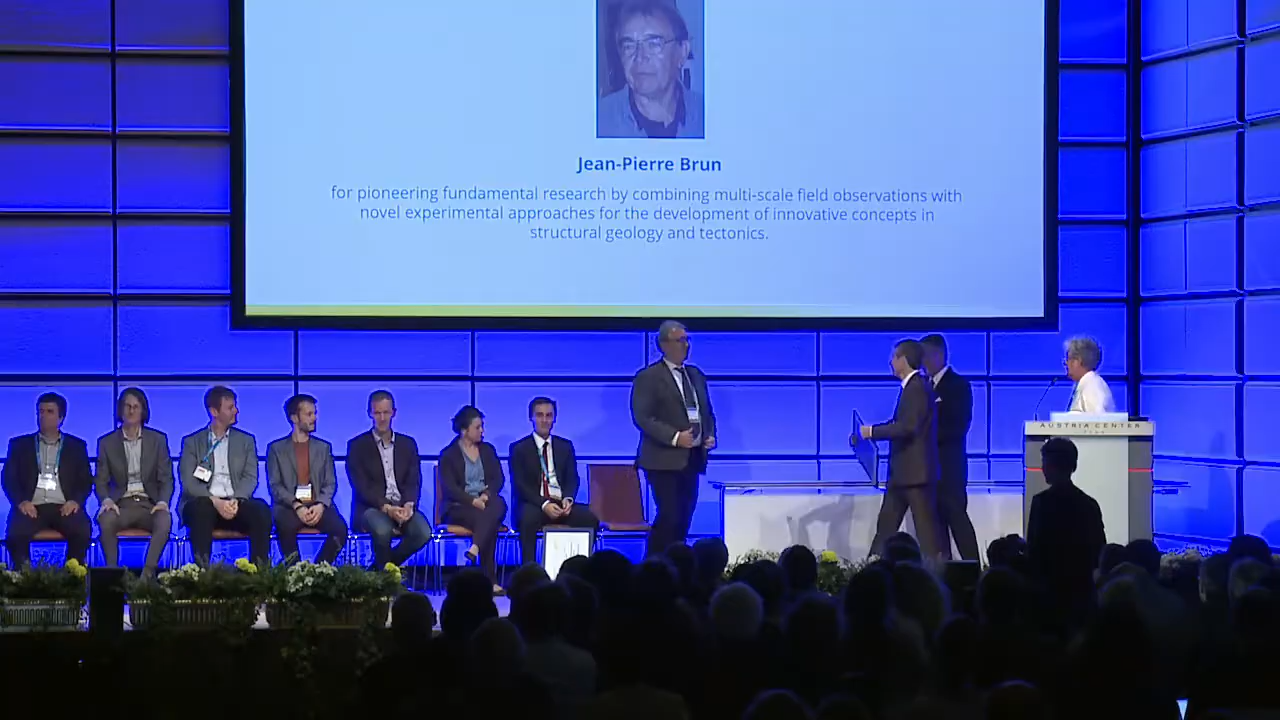 Jean-Pierre Brun
for pioneering fundamental research by combining multi-scale field observations with
novel experimental approaches for the development of innovative concepts in
structural geology and tectonics.
AUSTRIA CENTER